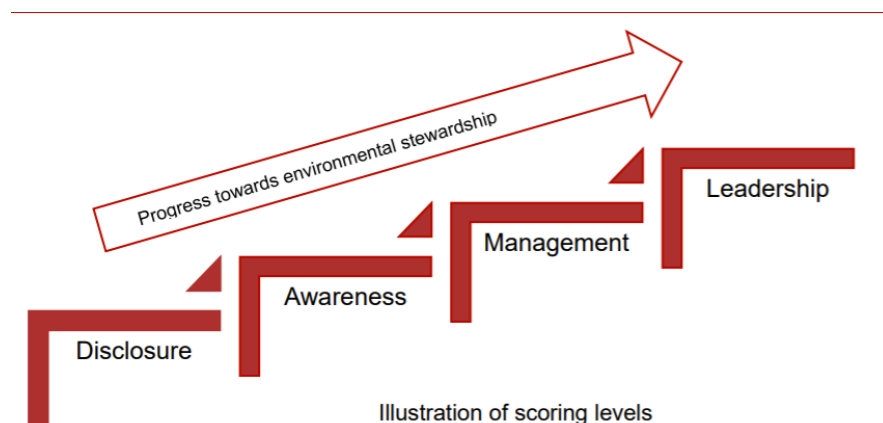 Progress towards environmental stewardship
Leadership
Management
Awareness
Disclosure
Illustration of scoring levels